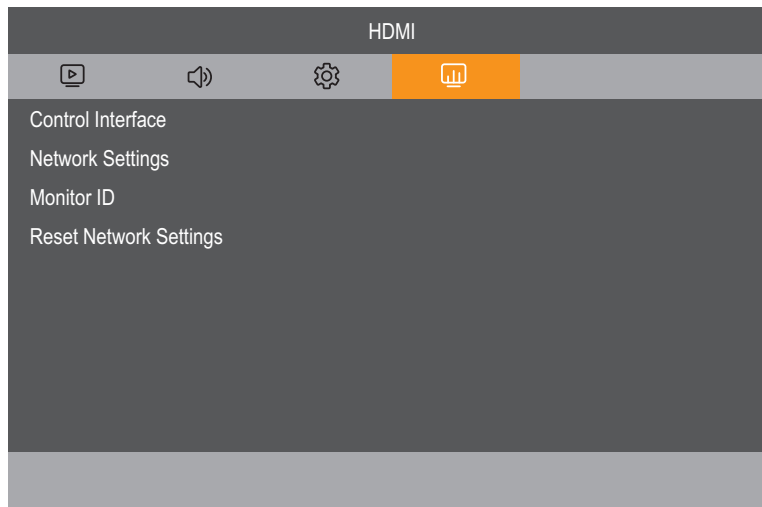 HDMI
Control Interface
Network Settings
Monitor ID
Reset Network Settings